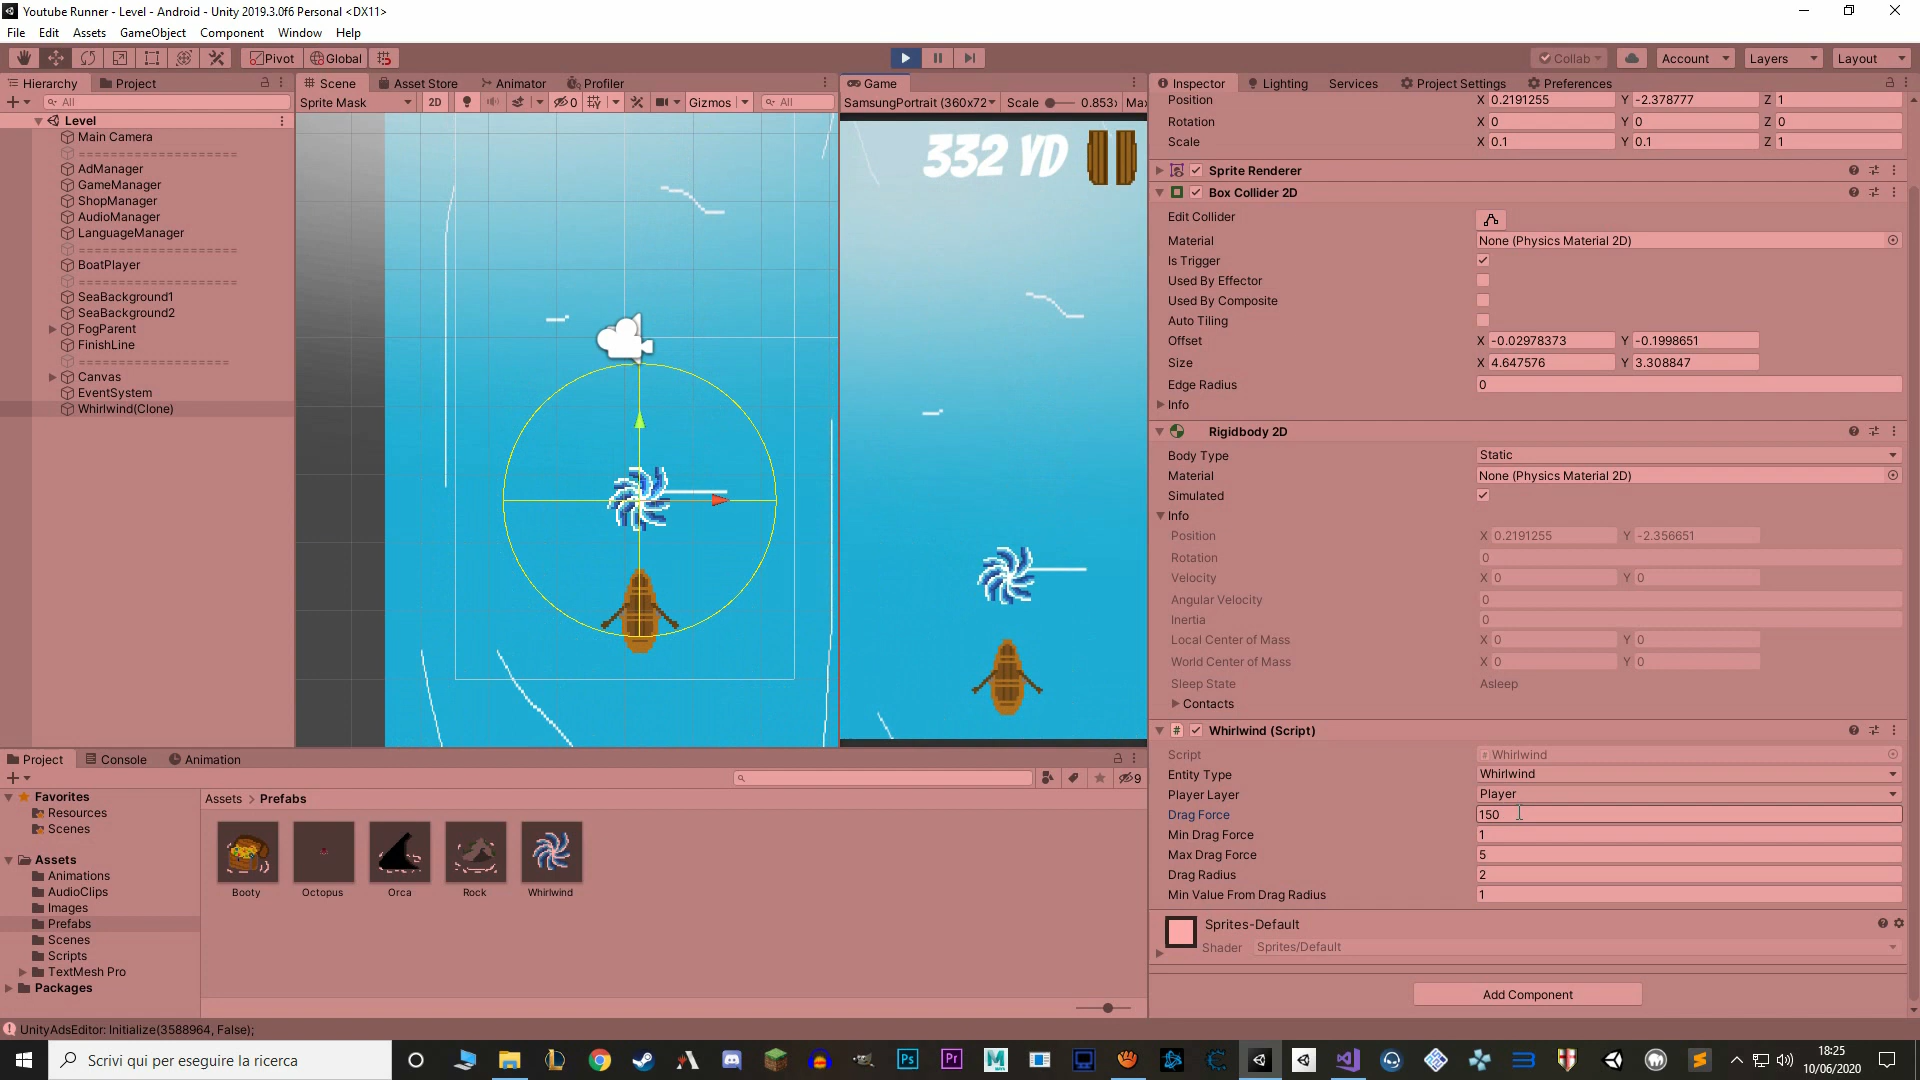 Youtube Runner - Level - Android - Unity 2019.3.0f6 Personal <DX11>
File Edit Assets GameObject Component Window Help
Pivot Global Collab Account Layers Layout
Hierarchy Project
All
Level
Main Camera
====================
AdManager
GameManager
ShopManager
AudioManager
LanguageManager
====================
BoatPlayer
====================
SeaBackground1
SeaBackground2
FogParent
FinishLine
===================
Canvas
EventSystem
Whirlwind(Clone)
Scene Asset Store Animator Profiler
Sprite Mask 2D 0 Gizmos All
Game
SamsungPortrait (360x72 Scale 0.853 Max
332 YD
Inspector Lighting Services Project Settings Preferences
Position X 0.2191255 Y -2.378777 Z 1
Rotation X 0 Y 0 Z 0
Scale X 0.1 Y 0.1 Z 1
Sprite Renderer
Box Collider 2D
Edit Collider
Material None (Physics Material 2D)
Is Trigger
Used By Effector
Used By Composite
Auto Tiling
Offset X -0.02978373 Y -0.1998651
Size X 4.647576 Y 3.308847
Edge Radius 0
Info
Rigidbody 2D
Body Type Static
Material None (Physics Material 2D)
Simulated
Info
Position X 0.2191255 Y -2.356651
Rotation 0
Velocity X 0 Y 0
Angular Velocity 0
Inertia 0
Local Center of Mass X 0 Y 0
World Center of Mass X 0 Y 0
Sleep State Asleep
Contacts
Whirlwind (Script)
Script # Whirlwind
Entity Type Whirlwind
Player Layer Player
Drag Force 150
Min Drag Force 1
Max Drag Force 5
Drag Radius 2
Min Value From Drag Radius 1
Sprites-Default
Shader Sprites/Default
Add Component
Project Console Animation
9
Favorites
Resources
Scenes
Assets
Animations
AudioClips
Images
Prefabs
Scenes
Scripts
TextMesh Pro
Packages
Assets > Prefabs
Booty Octopus Orca Rock Whirlwind
UnityAdsEditor: Initialize(3588964, False);
Scrivi qui per eseguire la ricerca
Ps Pr M
18:25
10/06/2020